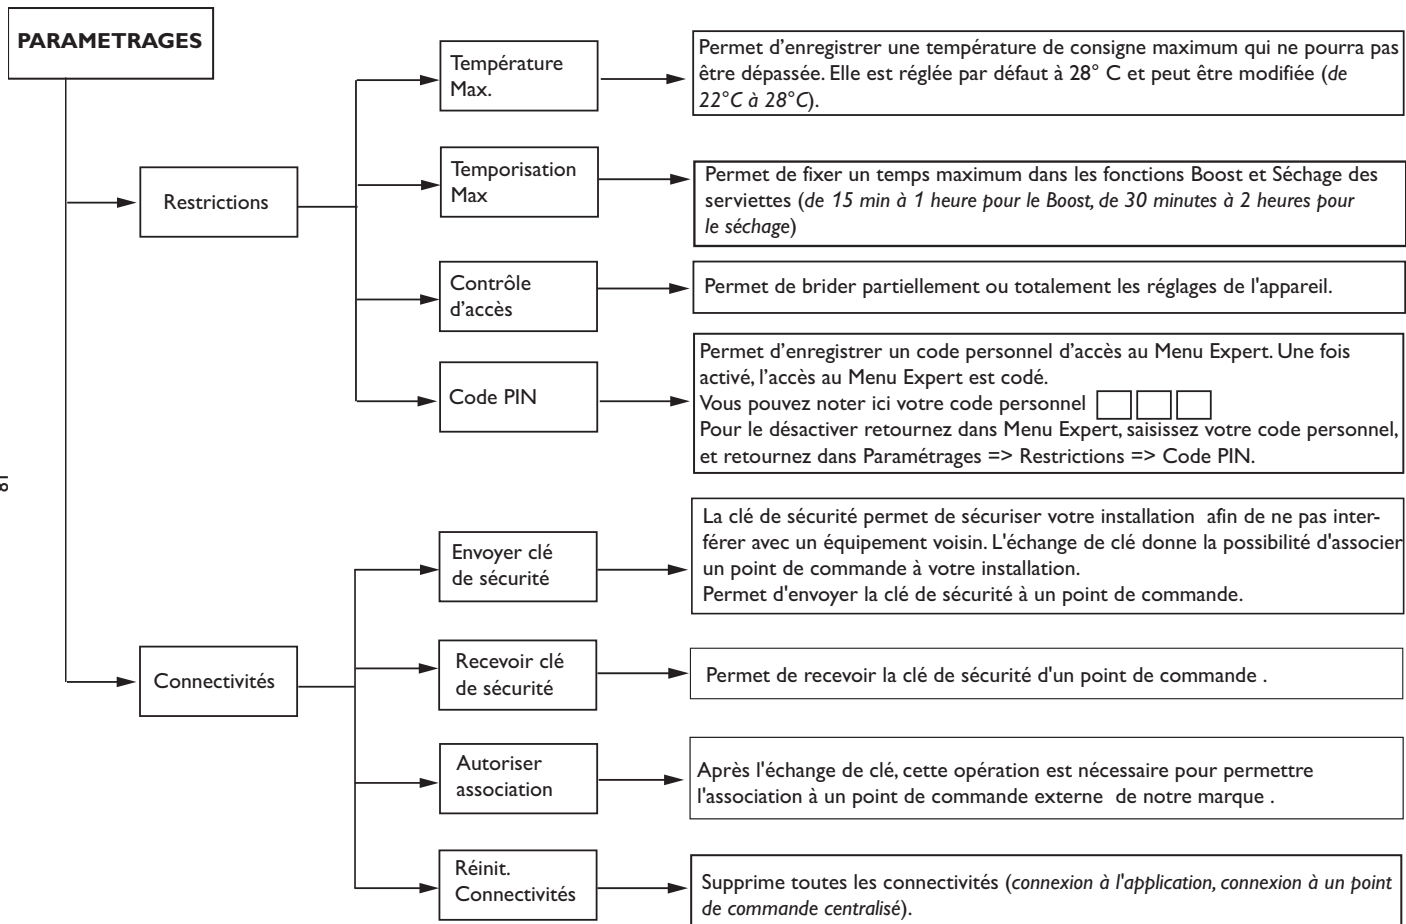 PARAMETRAGES
Restrictions
Température
Max.
Permet d'enregistrer une température de consigne maximum qui ne pourra pas
être dépassée. Elle est réglée par défaut à 28° C et peut être modifiée (de
22°C à 28°C).
Temporisation
Max
Permet de fixer un temps maximum dans les fonctions Boost et Séchage des
serviettes (de 15 min à 1 heure pour le Boost, de 30 minutes à 2 heures pour
le séchage)
Contrôle
d’accès
Permet de brider partiellement ou totalement les réglages de l'appareil.
Code PIN
Permet d’enregistrer un code personnel d’accès au Menu Expert. Une fois
activé, l’accès au Menu Expert est codé.
Vous pouvez noter ici votre code personnel
Pour le désactiver retournez dans Menu Expert, saisissez votre code personnel,
et retournez dans Paramétrages => Restrictions => Code PIN.
Connectivités
Envoyer clé
de sécurité
La clé de sécurité permet de sécuriser votre installation afin de ne pas inter-
férer avec un équipement voisin. L'échange de clé donne la possibilité d'associer
un point de commande à votre installation.
Permet d'envoyer la clé de sécurité à un point de commande.
Recevoir clé
de sécurité
Permet de recevoir la clé de sécurité d'un point de commande .
Autoriser
association
Après l'échange de clé, cette opération est nécessaire pour permettre
l'association à un point de commande externe de notre marque .
Réinit.
Connectivités
Supprime toutes les connectivités (connexion à l'application, connexion à un point
de commande centralisé).